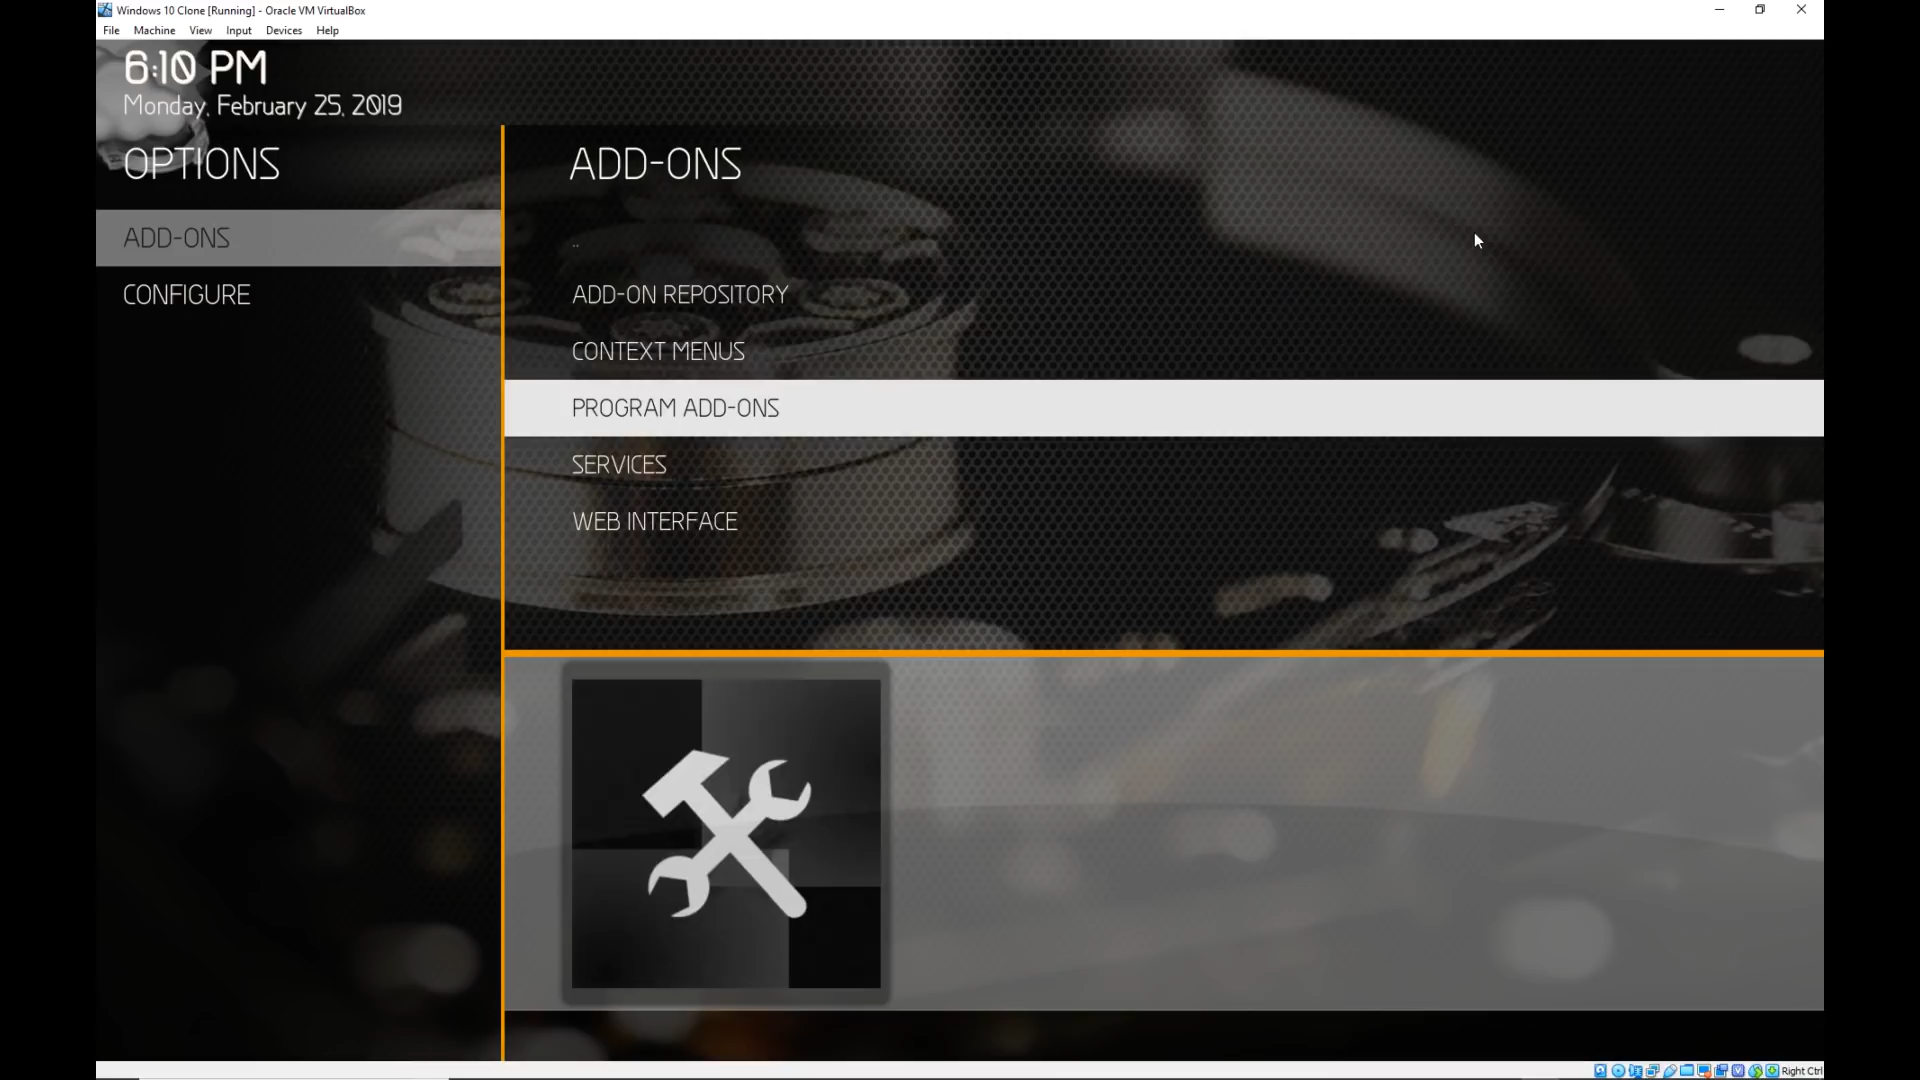 Windows 10 Clone [Running] - Oracle VM VirtualBox
File Machine View Input Devices Help
6:10 PM
Monday, February 25, 2019
OPTIONS
ADD-ONS
CONFIGURE
ADD-ONS
..
ADD-ON REPOSITORY
CONTEXT MENUS
PROGRAM ADD-ONS
SERVICES
WEB INTERFACE
Right Ctrl